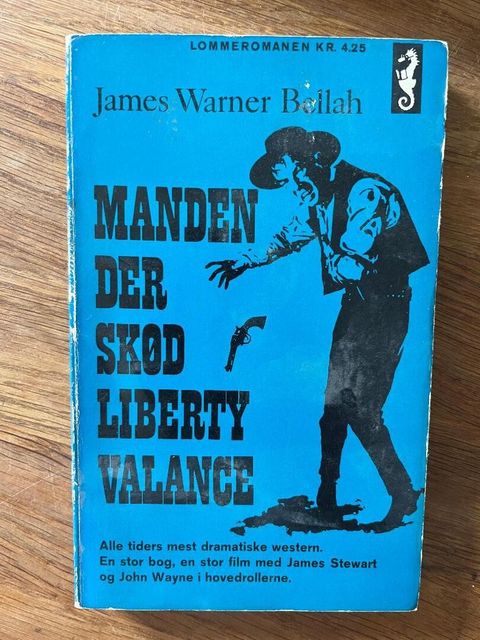 LOMMEROMANEN KR. 4.25
James Warner Bellah
MANDEN
DER
SKØD
LIBERTY
VALANCE
Alle tiders mest dramatiske western.
En stor bog, en stor film med James Stewart
og John Wayne i hovedrollerne.